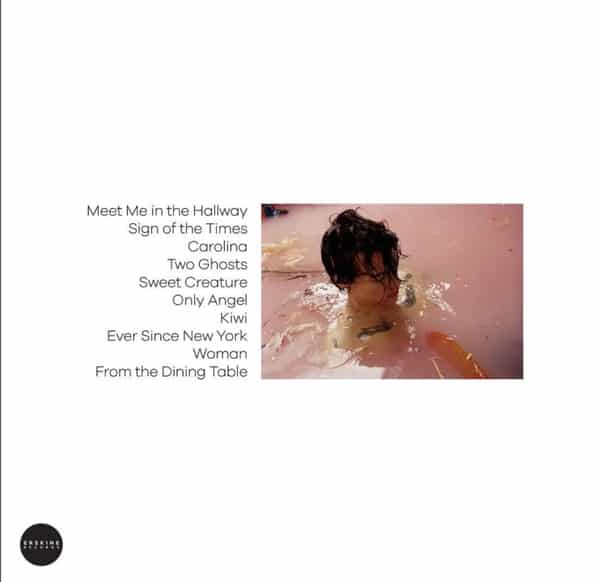 Meet Me in the Hallway
Sign of the Times
Carolina
Two Ghosts
Sweet Creature
Only Angel
Kiwi
Ever Since New York
Woman
From the Dining Table
ERSKINE
RECORDS